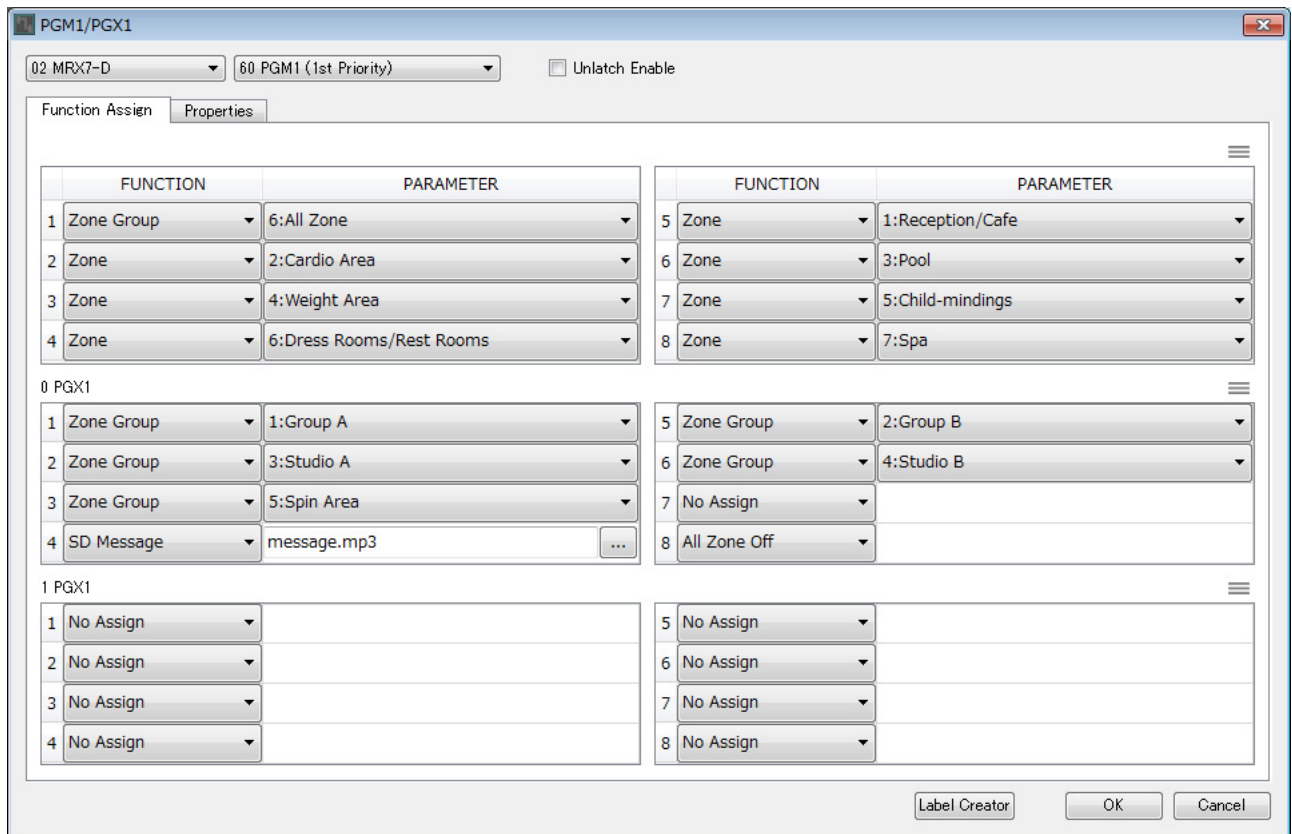 PGM1/PGX1
02 MRX7-D 60 PGM1 (1st Priority) Unlatch Enable
Function Assign Properties
FUNCTION PARAMETER FUNCTION PARAMETER
1 Zone Group 6:All Zone 5 Zone 1:Reception/Cafe
2 Zone 2:Cardio Area 6 Zone 3:Pool
3 Zone 4:Weight Area 7 Zone 5:Child-mindings
4 Zone 6:Dress Rooms/Rest Rooms 8 Zone 7:Spa
0 PGX1
1 Zone Group 1:Group A 5 Zone Group 2:Group B
2 Zone Group 3:Studio A 6 Zone Group 4:Studio B
3 Zone Group 5:Spin Area 7 No Assign
4 SD Message message.mp3 ... 8 All Zone Off
1 PGX1
1 No Assign 5 No Assign
2 No Assign 6 No Assign
3 No Assign 7 No Assign
4 No Assign 8 No Assign
Label Creator OK Cancel